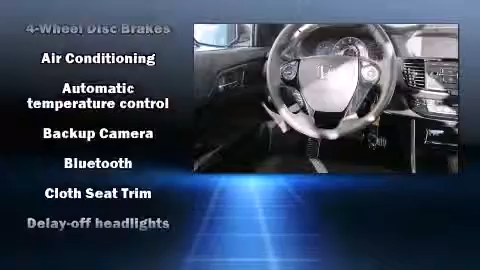 4-Wheel Disc Brakes
Air Conditioning
Automatic
temperature control
Backup Camera
Bluetooth
Cloth Seat Trim
Delay-off headlights